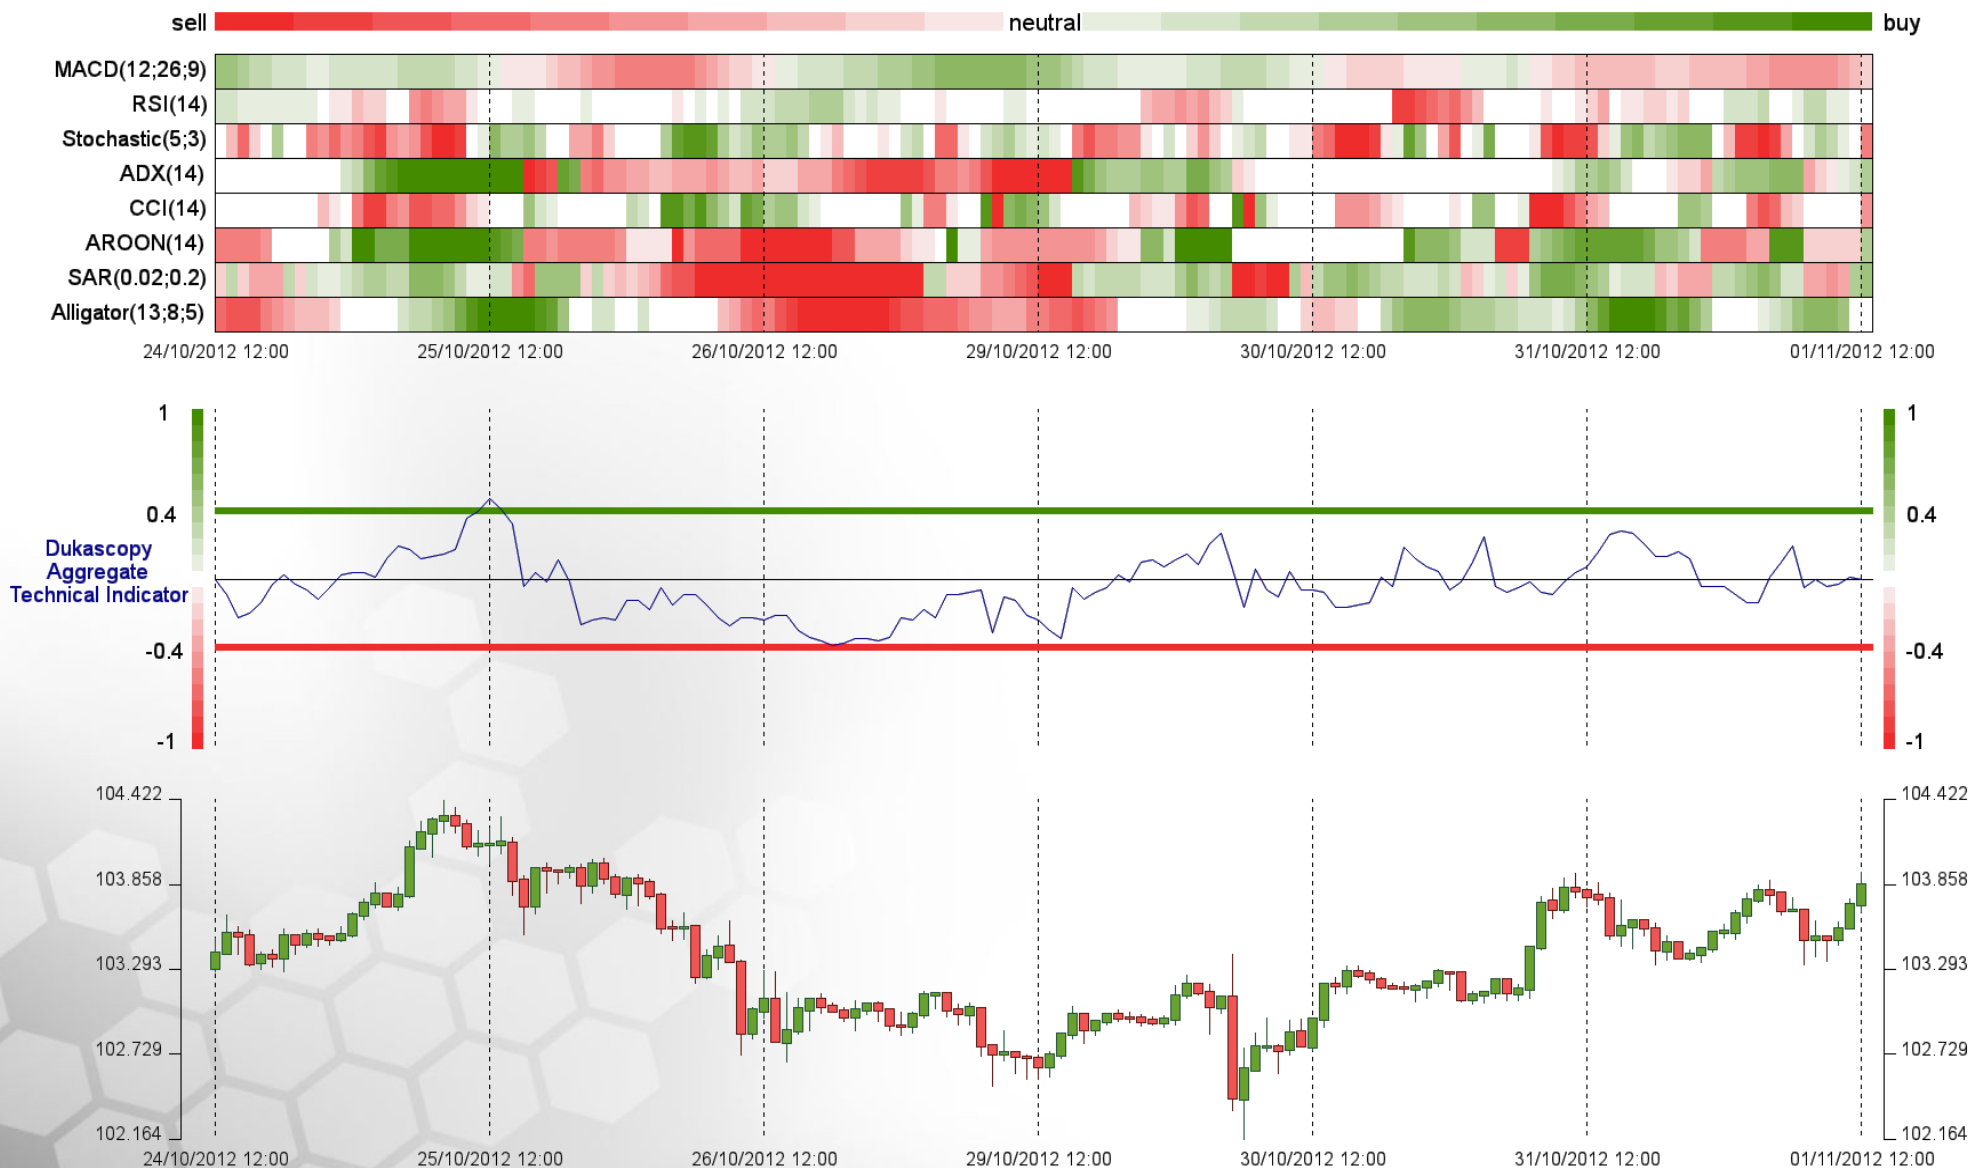 sell neutral buy
MACD(12;26;9)
RSI(14)
Stochastic(5;3)
ADX(14)
CCI(14)
AROON(14)
SAR(0.02;0.2)
Alligator(13;8;5)
24/10/2012 12:00 25/10/2012 12:00 26/10/2012 12:00 29/10/2012 12:00 30/10/2012 12:00 31/10/2012 12:00 01/11/2012 12:00
1 1
0.4 0.4
Dukascopy
Aggregate
Technical Indicator
-0.4 -0.4
-1 -1
104.422 104.422
103.858 103.858
103.293 103.293
102.729 102.729
102.164 102.164
24/10/2012 12:00 25/10/2012 12:00 26/10/2012 12:00 29/10/2012 12:00 30/10/2012 12:00 31/10/2012 12:00 01/11/2012 12:00